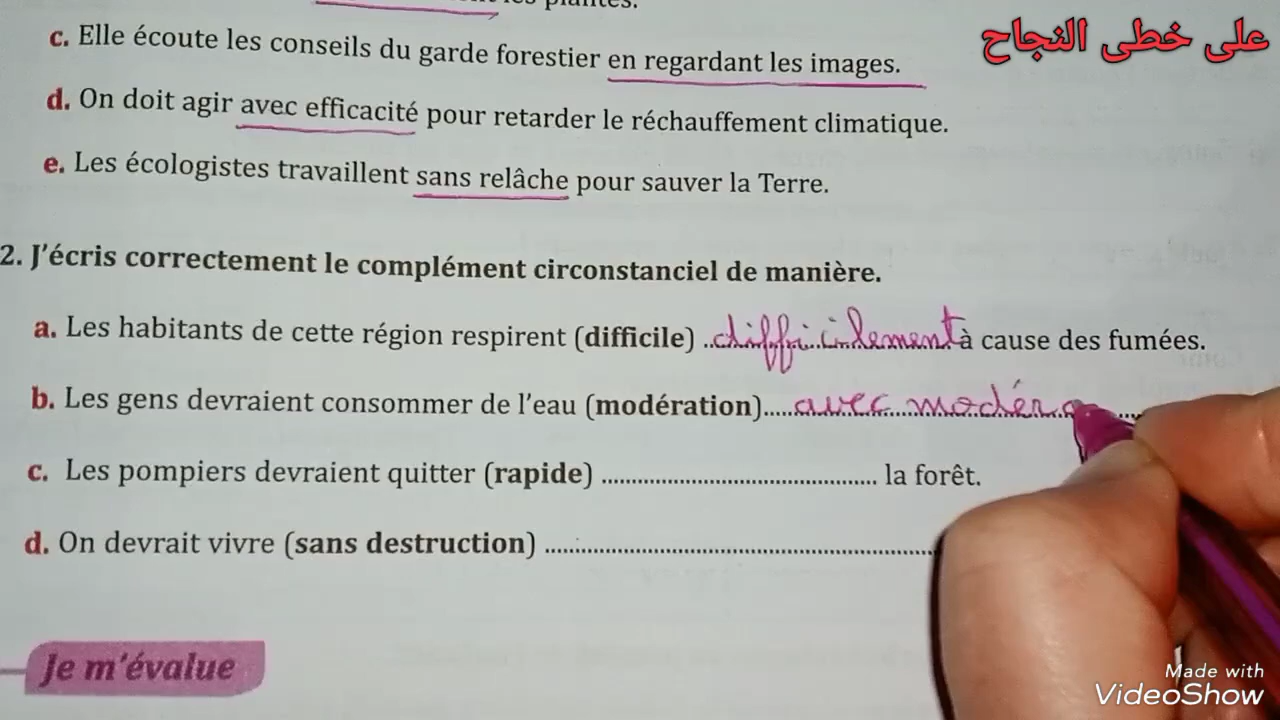 les plantes.
على خطى النجاح
c. Elle écoute les conseils du garde forestier en regardant les images.
d. On doit agir avec efficacité pour retarder le réchauffement climatique.
e. Les écologistes travaillent sans relâche pour sauver la Terre.
2. J'écris correctement le complément circonstanciel de manière.
a. Les habitants de cette région respirent (difficile) ..difficilement à cause des fumées.
b. Les gens devraient consommer de l'eau (modération).....avec modéra
c. Les pompiers devraient quitter (rapide) ............................................. la forêt.
d. On devrait vivre (sans destruction) ................................................................
Je m'évalue
Made with
VideoShow